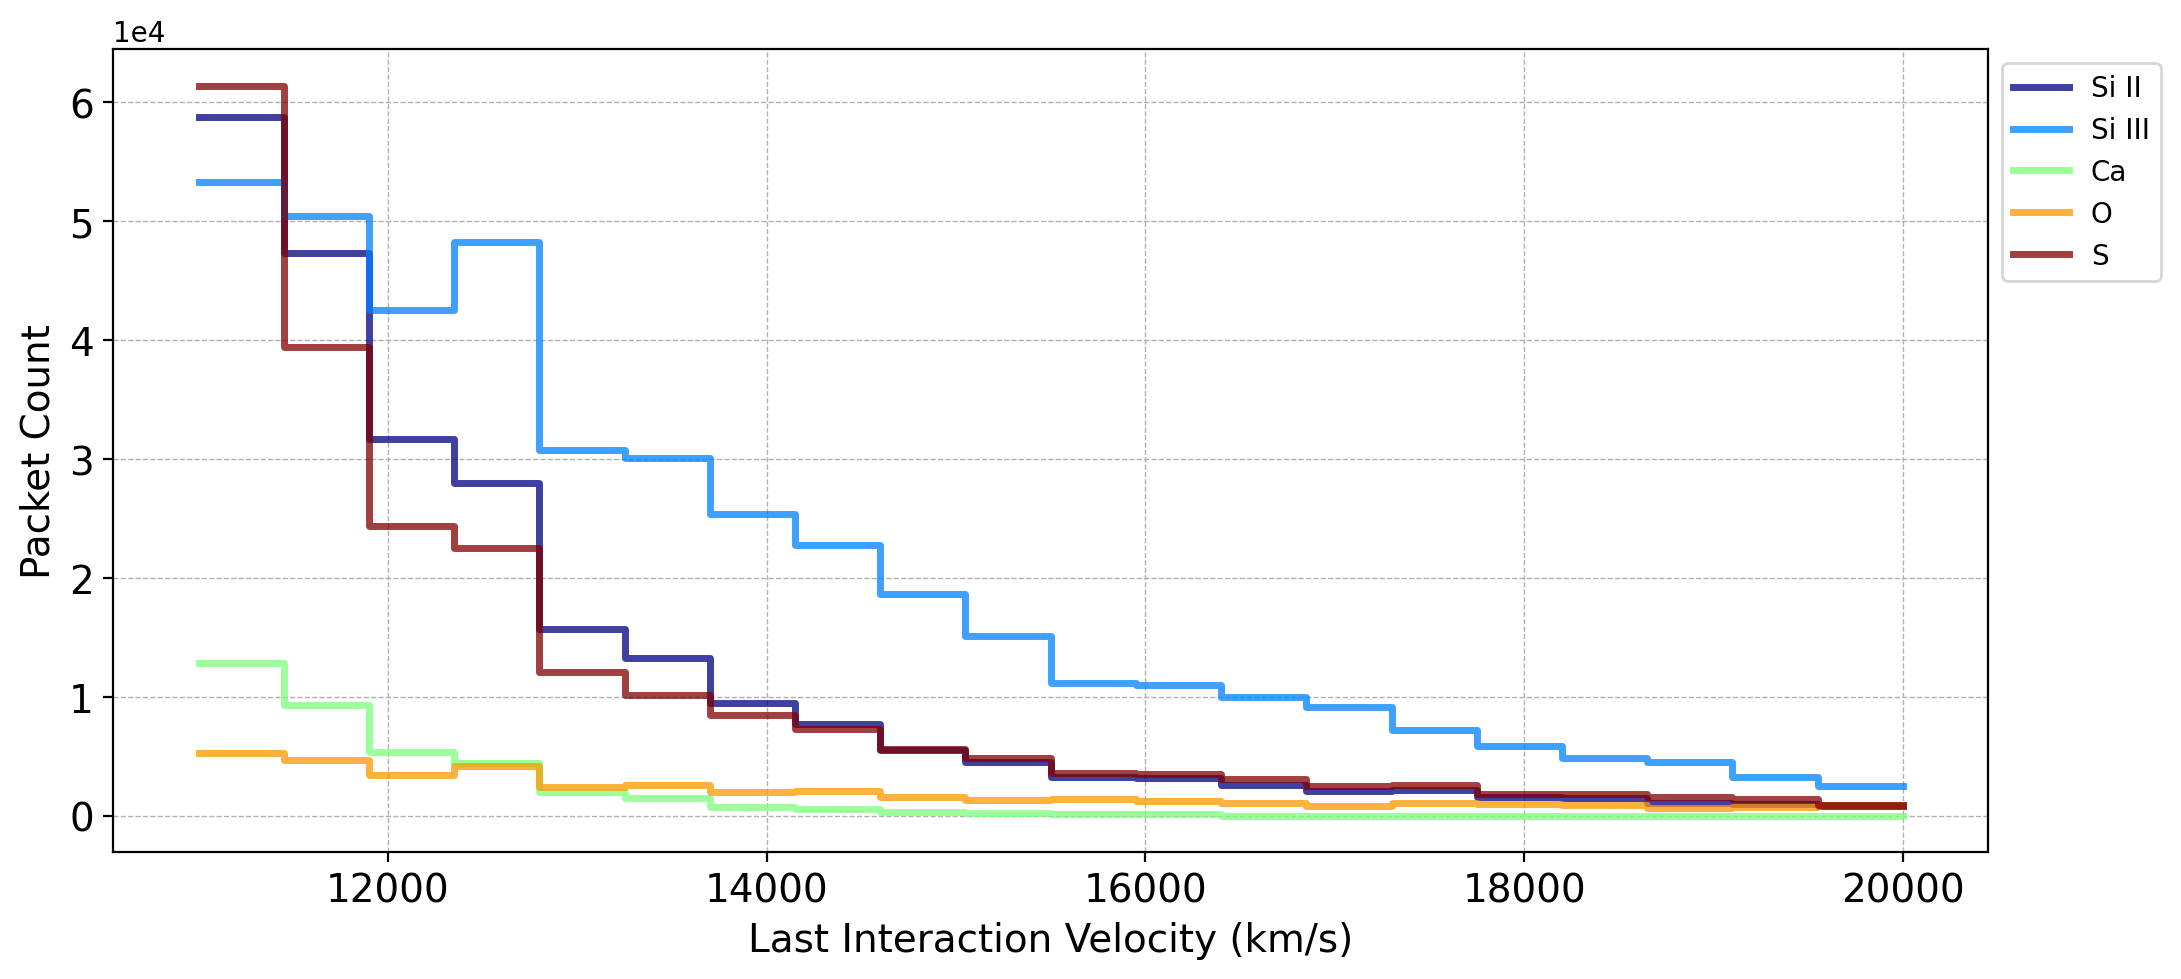 1e4
6
5
4
3
2
1
0
Packet Count
12000 14000 16000 18000 20000
Last Interaction Velocity (km/s)
Si II
Si III
Ca
O
S